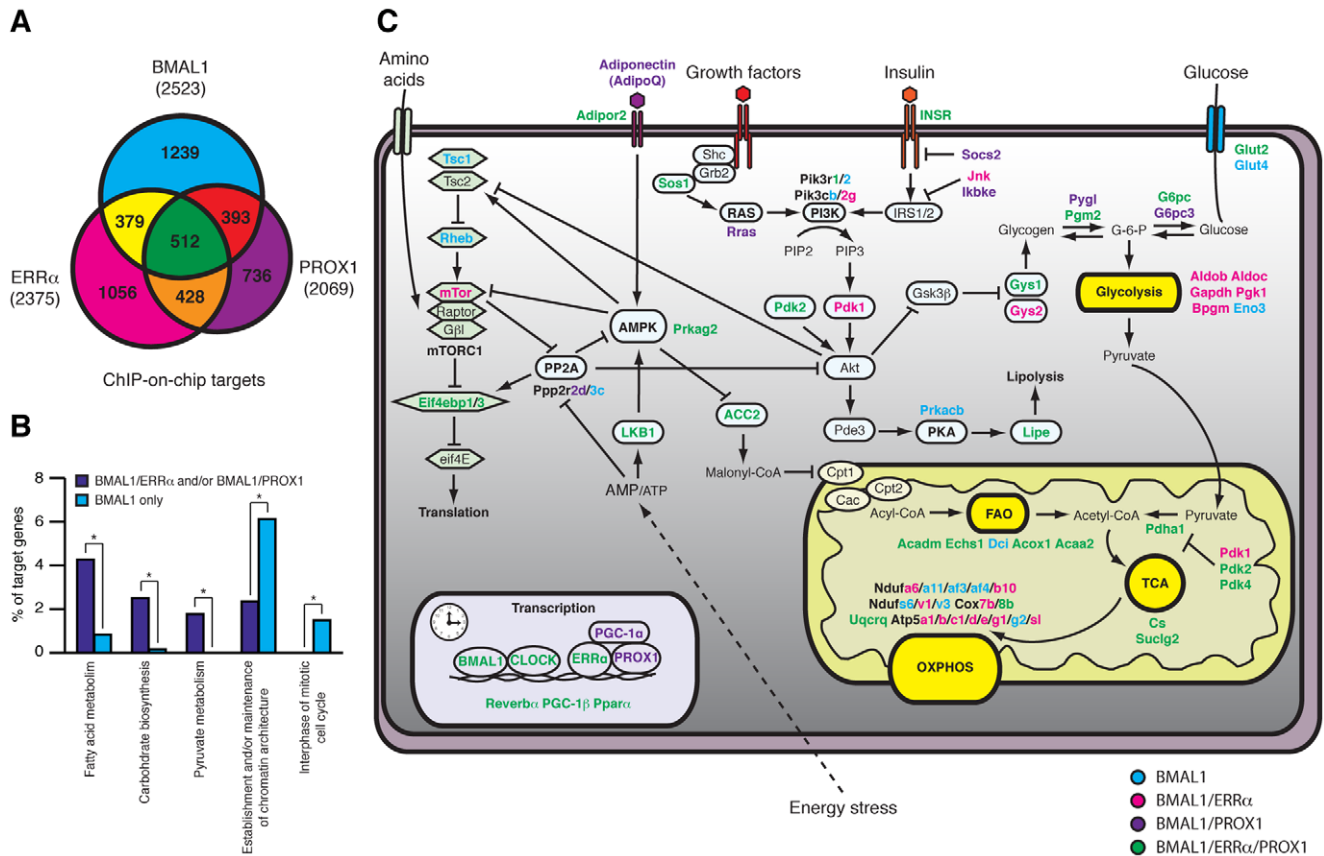 A
BMAL1
(2523)
1239
379
393
512
ERRα
(2375)
PROX1
(2069)
1056
428
736
ChIP-on-chip targets
B
BMAL1/ERRα and/or BMAL1/PROX1
BMAL1 only
% of target genes
8
6
4
2
0
*
*
*
*
*
Fatty acid metabolim
Carbohdrate biosynthesis
Pyruvate metabolism
Establishment and/or maintenance
of chromatin architecture
Interphase of mitotic
cell cycle
C
Amino
acids
Adiponectin
(AdipoQ)
Growth factors
Insulin
Glucose
Adipor2
INSR
Glut2
Glut4
Tsc1
Tsc2
Rheb
mTor
Raptor
Gβl
mTORC1
Eif4ebp1/3
eif4E
Translation
PP2A
Ppp2r2d/3c
AMPK
Prkag2
LKB1
AMP/ATP
ACC2
Malonyl-CoA
Shc
Grb2
Sos1
RAS
Rras
Pik3r1/2
Pik3cb/2g
PI3K
IRS1/2
Socs2
Jnk
Ikbke
PIP2
PIP3
Pdk2
Pdk1
Akt
Gsk3β
Pde3
Prkacb
PKA
Lipe
Lipolysis
Glycogen
Pygl
Pgm2
G-6-P
G6pc
G6pc3
Glucose
Gys1
Gys2
Glycolysis
Aldob Aldoc
Gapdh Pgk1
Bpgm Eno3
Pyruvate
Cpt1
Cac
Cpt2
Acyl-CoA
FAO
Acetyl-CoA
Pyruvate
Pdha1
Acadm Echs1 Dci Acox1 Acaa2
Pdk1
Pdk2
Pdk4
TCA
Cs
Suclg2
Ndufa6/a11/af3/af4/b10
Ndufs6/v1/v3 Cox7b/8b
Uqcrq Atp5a1/b/c1/d/e/g1/g2/sl
OXPHOS
Transcription
PGC-1α
BMAL1
CLOCK
ERRα
PROX1
Reverbα PGC-1β Pparα
Energy stress
BMAL1
BMAL1/ERRα
BMAL1/PROX1
BMAL1/ERRα/PROX1